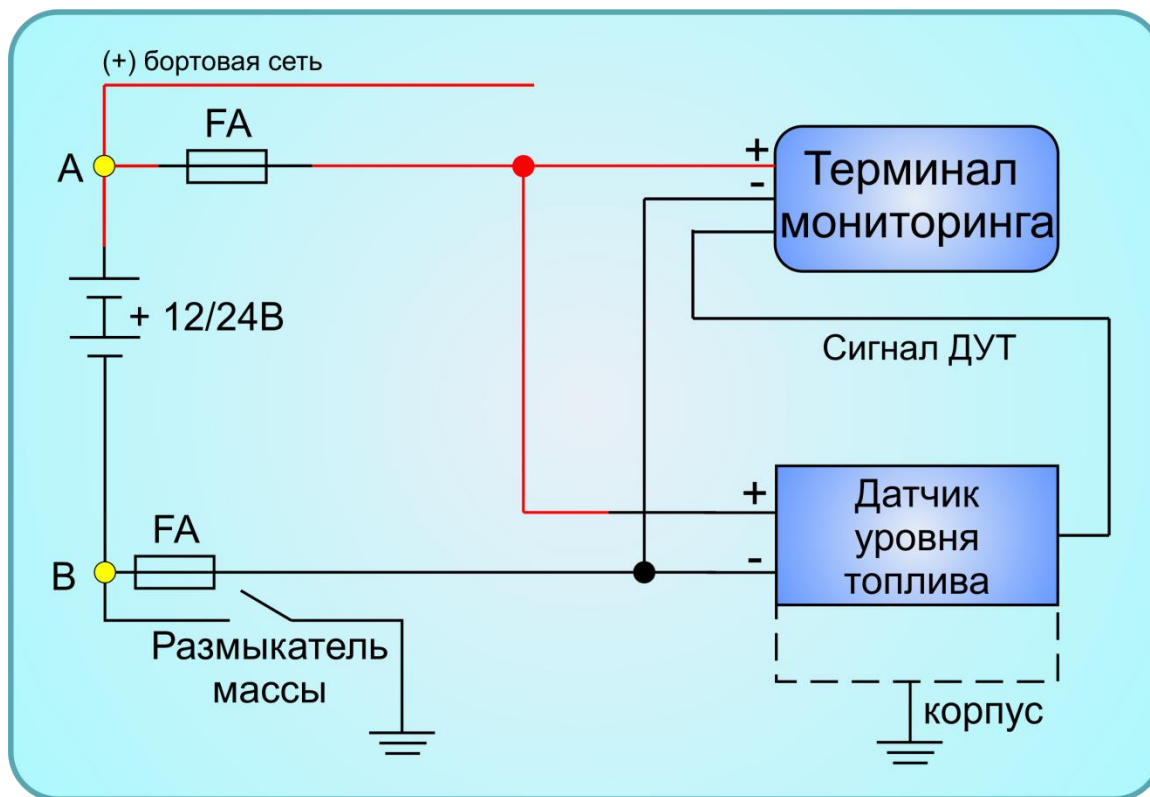 (+) бортовая сеть
FA
A
+
-
Терминал
мониторинга
+ 12/24В
Сигнал ДУТ
+
-
Датчик
уровня
топлива
FA
B
Размыкатель
массы
корпус